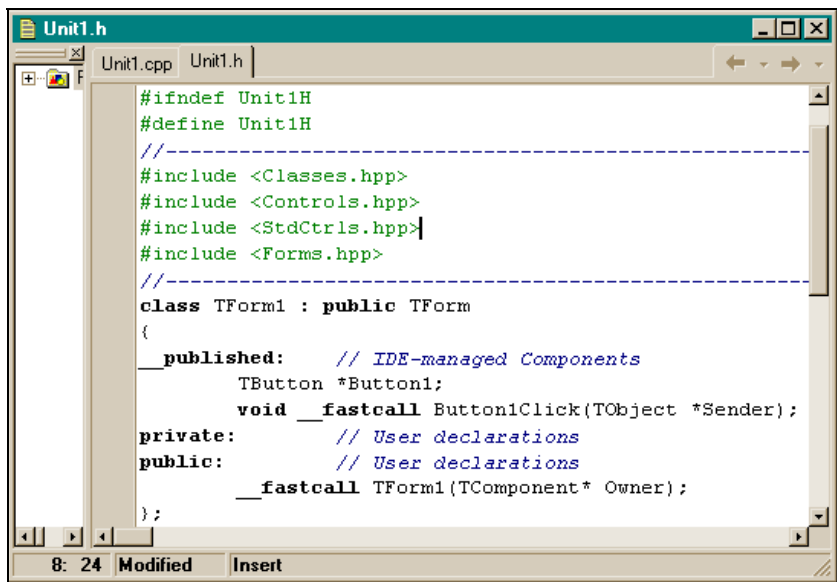 Unit1.h
Unit1.cpp Unit1.h
#ifndef Unit1H
#define Unit1H
//------------------------------------------------------
#include <Classes.hpp>
#include <Controls.hpp>
#include <StdCtrls.hpp>
#include <Forms.hpp>
//------------------------------------------------------
class TForm1 : public TForm
{
__published:    // IDE-managed Components
        TButton *Button1;
        void __fastcall Button1Click(TObject *Sender);
private:        // User declarations
public:         // User declarations
        __fastcall TForm1(TComponent* Owner);
};
8: 24 Modified Insert